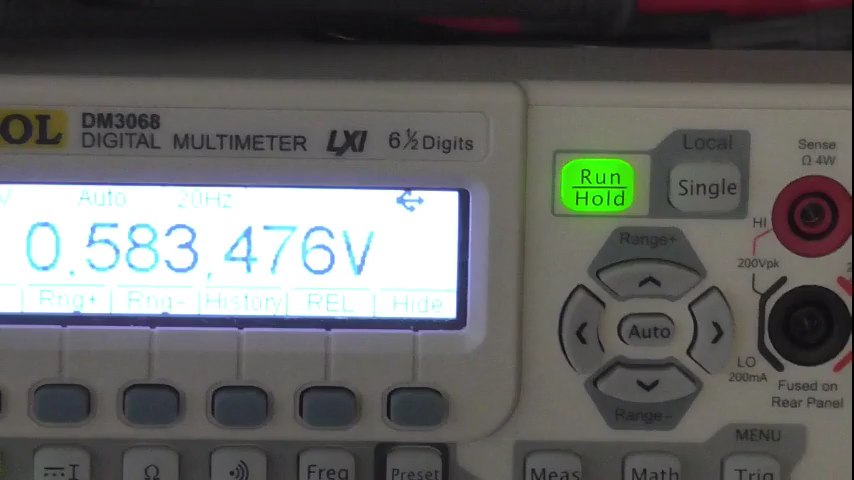 OL DM3068
DIGITAL MULTIMETER LXI 6½Digits
Auto 20Hz
0.583,476V
Rng+ Rng- History REL Hide
Run
Hold
Local
Single
Sense
Ω 4W
HI
200Vpk
Range+
Auto
Range-
LO
200mA
Fused on
Rear Panel
MENU
I Ω Freq Preset Meas Math Trig